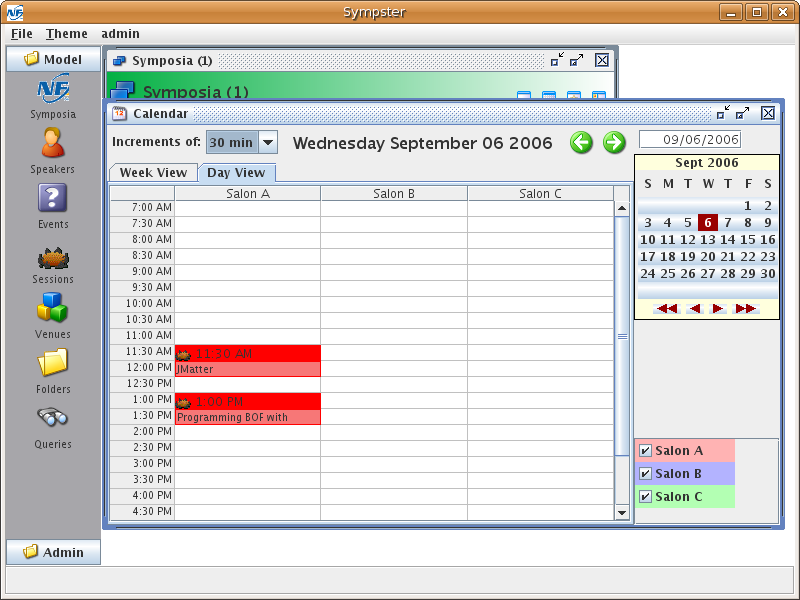 Sympster
File Theme admin
Model
Symposia (1)
Symposia (1)
NF
Symposia
Speakers
Events
Sessions
Venues
Folders
Queries
Admin
12 Calendar
Increments of: 30 min Wednesday September 06 2006 09/06/2006
Week View Day View
Salon A Salon B Salon C
7:00 AM
7:30 AM
8:00 AM
8:30 AM
9:00 AM
9:30 AM
10:00 AM
10:30 AM
11:00 AM
11:30 AM 11:30 AM
12:00 PM JMatter
12:30 PM
1:00 PM 1:00 PM
1:30 PM Programming BOF with
2:00 PM
2:30 PM
3:00 PM
3:30 PM
4:00 PM
4:30 PM
Sept 2006
S M T W T F S
1 2
3 4 5 6 7 8 9
10 11 12 13 14 15 16
17 18 19 20 21 22 23
24 25 26 27 28 29 30
Salon A
Salon B
Salon C